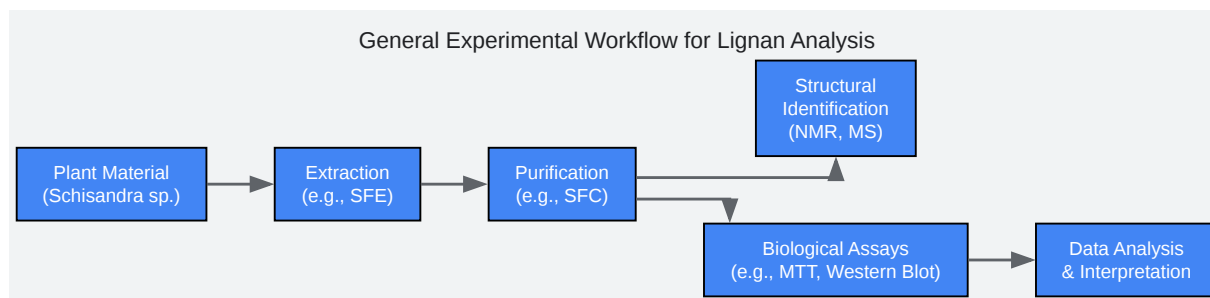 General Experimental Workflow for Lignan Analysis
Plant Material
(Schisandra sp.)
Extraction
(e.g., SFE)
Purification
(e.g., SFC)
Structural
Identification
(NMR, MS)
Biological Assays
(e.g., MTT, Western Blot)
Data Analysis
& Interpretation